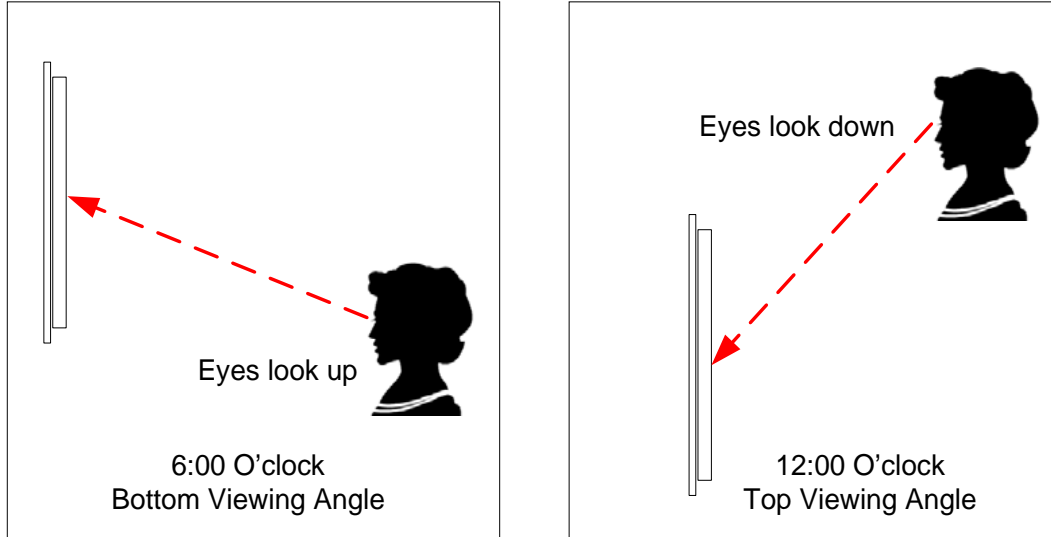 Eyes look up
6:00 O’clock
Bottom Viewing Angle
Eyes look down
12:00 O’clock
Top Viewing Angle